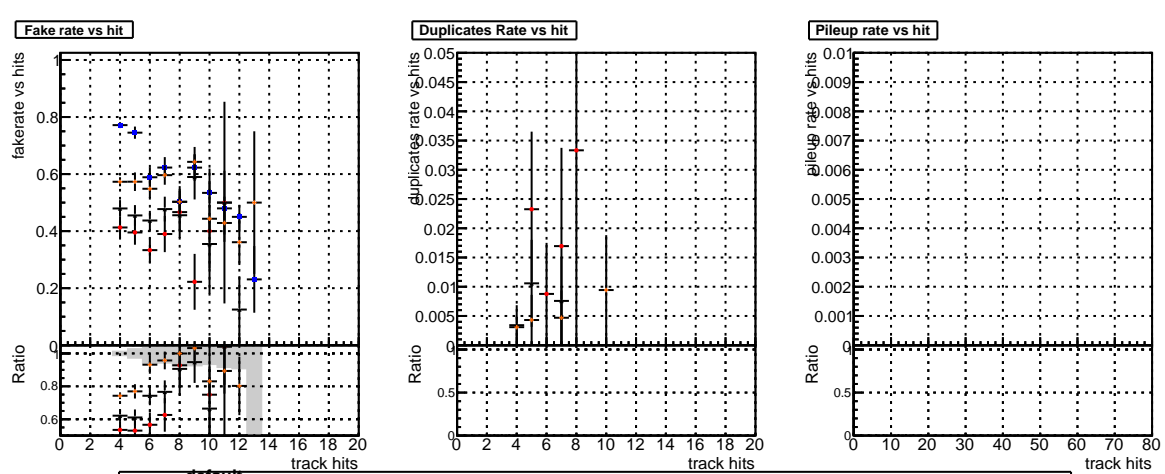 Fake rate vs hit
fakerate vs hits
1
0.8
0.6
0.4
0.2
0
Ratio
1
0.8
0.6
0 2 4 6 8 10 12 14 16 18 20
track hits
Duplicates Rate vs hit
duplicates rate vs hits
0.05
0.045
0.04
0.035
0.03
0.025
0.02
0.015
0.01
0.005
0
Ratio
1
0.5
0
0 2 4 6 8 10 12 14 16 18 20
track hits
Pileup rate vs hit
pileup rate vs hits
0.01
0.009
0.008
0.007
0.006
0.005
0.004
0.003
0.002
0.001
0
Ratio
1
0.5
0
0 10 20 30 40 50 60 70 80
track hits
default